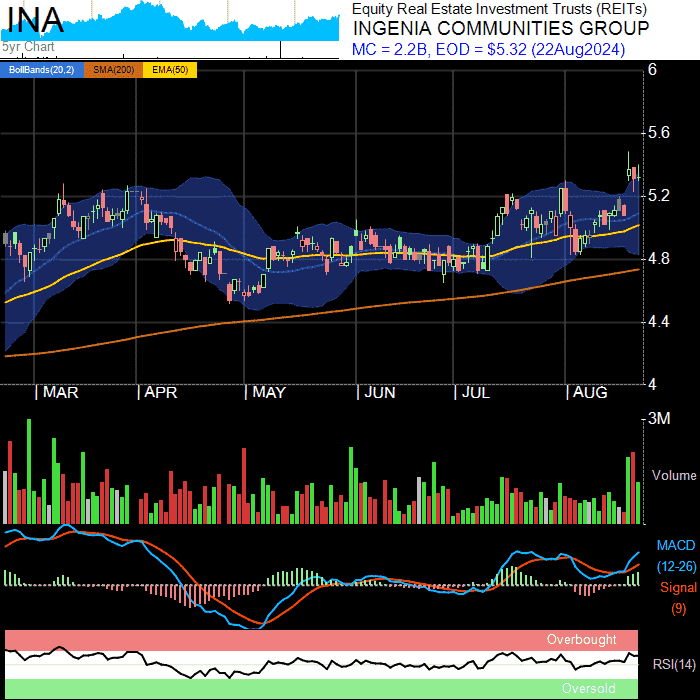 INA
5yr Chart
Equity Real Estate Investment Trusts (REITs)
INGENIA COMMUNITIES GROUP
MC = 2.2B, EOD = $5.32 (22Aug2024)
BollBands(20,2) SMA(200) EMA(50)
6
5.6
5.2
4.8
4.4
4
MAR APR MAY JUN JUL AUG
3M
Volume
MACD
(12-26)
Signal
(9)
Overbought
RSI(14)
Oversold